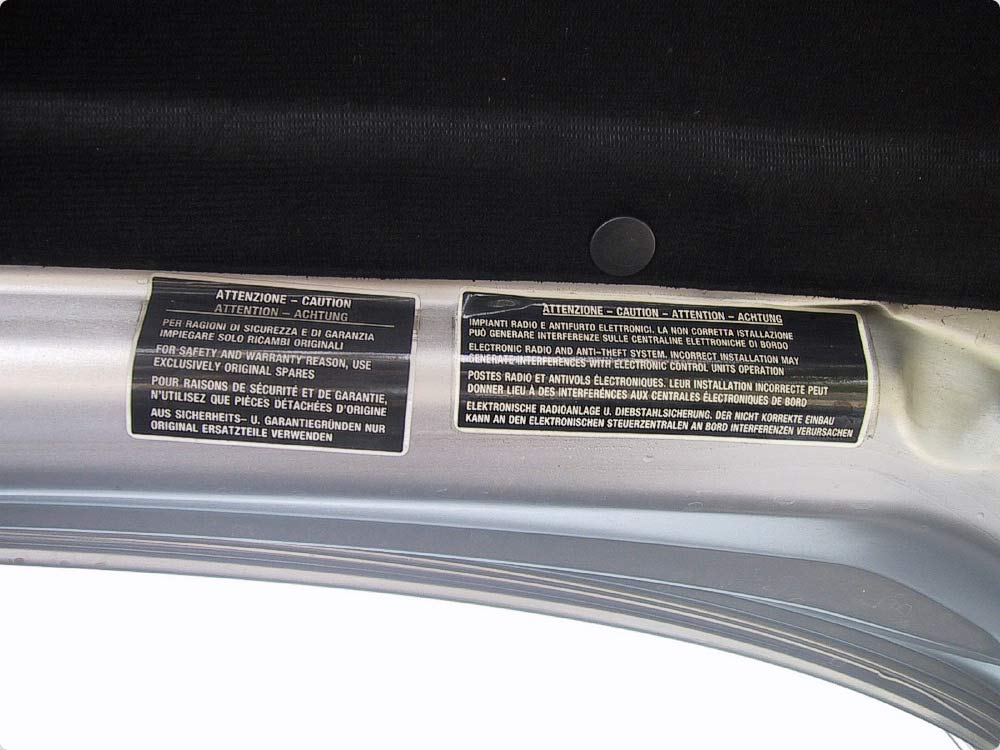 ATTENZIONE – CAUTION
ATTENTION – ACHTUNG
PER RAGIONI DI SICUREZZA E DI GARANZIA
IMPIEGARE SOLO RICAMBI ORIGINALI
FOR SAFETY AND WARRANTY REASON, USE
EXCLUSIVELY ORIGINAL SPARES
POUR RAISONS DE SÉCURITÉ ET DE GARANTIE,
N'UTILISEZ QUE PIÈCES DÉTACHÉES D'ORIGINE
AUS SICHERHEITS– U. GARANTIEGRÜNDEN NUR
ORIGINAL ERSATZTEILE VERWENDEN
ATTENZIONE – CAUTION – ATTENTION – ACHTUNG
IMPIANTI RADIO E ANTIFURTO ELETTRONICI. LA NON CORRETTA ISTALLAZIONE
PUÒ GENERARE INTERFERENZE SULLE CENTRALINE ELETTRONICHE DI BORDO
ELECTRONIC RADIO AND ANTI–THEFT SYSTEM. INCORRECT INSTALLATION MAY
GENERATE INTERFERENCES WITH ELECTRONIC CONTROL UNITS OPERATION
POSTES RADIO ET ANTIVOLS ÉLECTRONIQUES. LEUR INSTALLATION INCORRECTE PEUT
DONNER LIEU À DES INTERFÉRENCES AUX CENTRALES ÉLECTRONIQUES DE BORD
ELEKTRONISCHE RADIOANLAGE U. DIEBSTAHLSICHERUNG. DER NICHT KORREKTE EINBAU
KANN AN DEN ELEKTRONISCHEN STEUERZENTRALEN AN BORD INTERFERENZEN VERURSACHEN